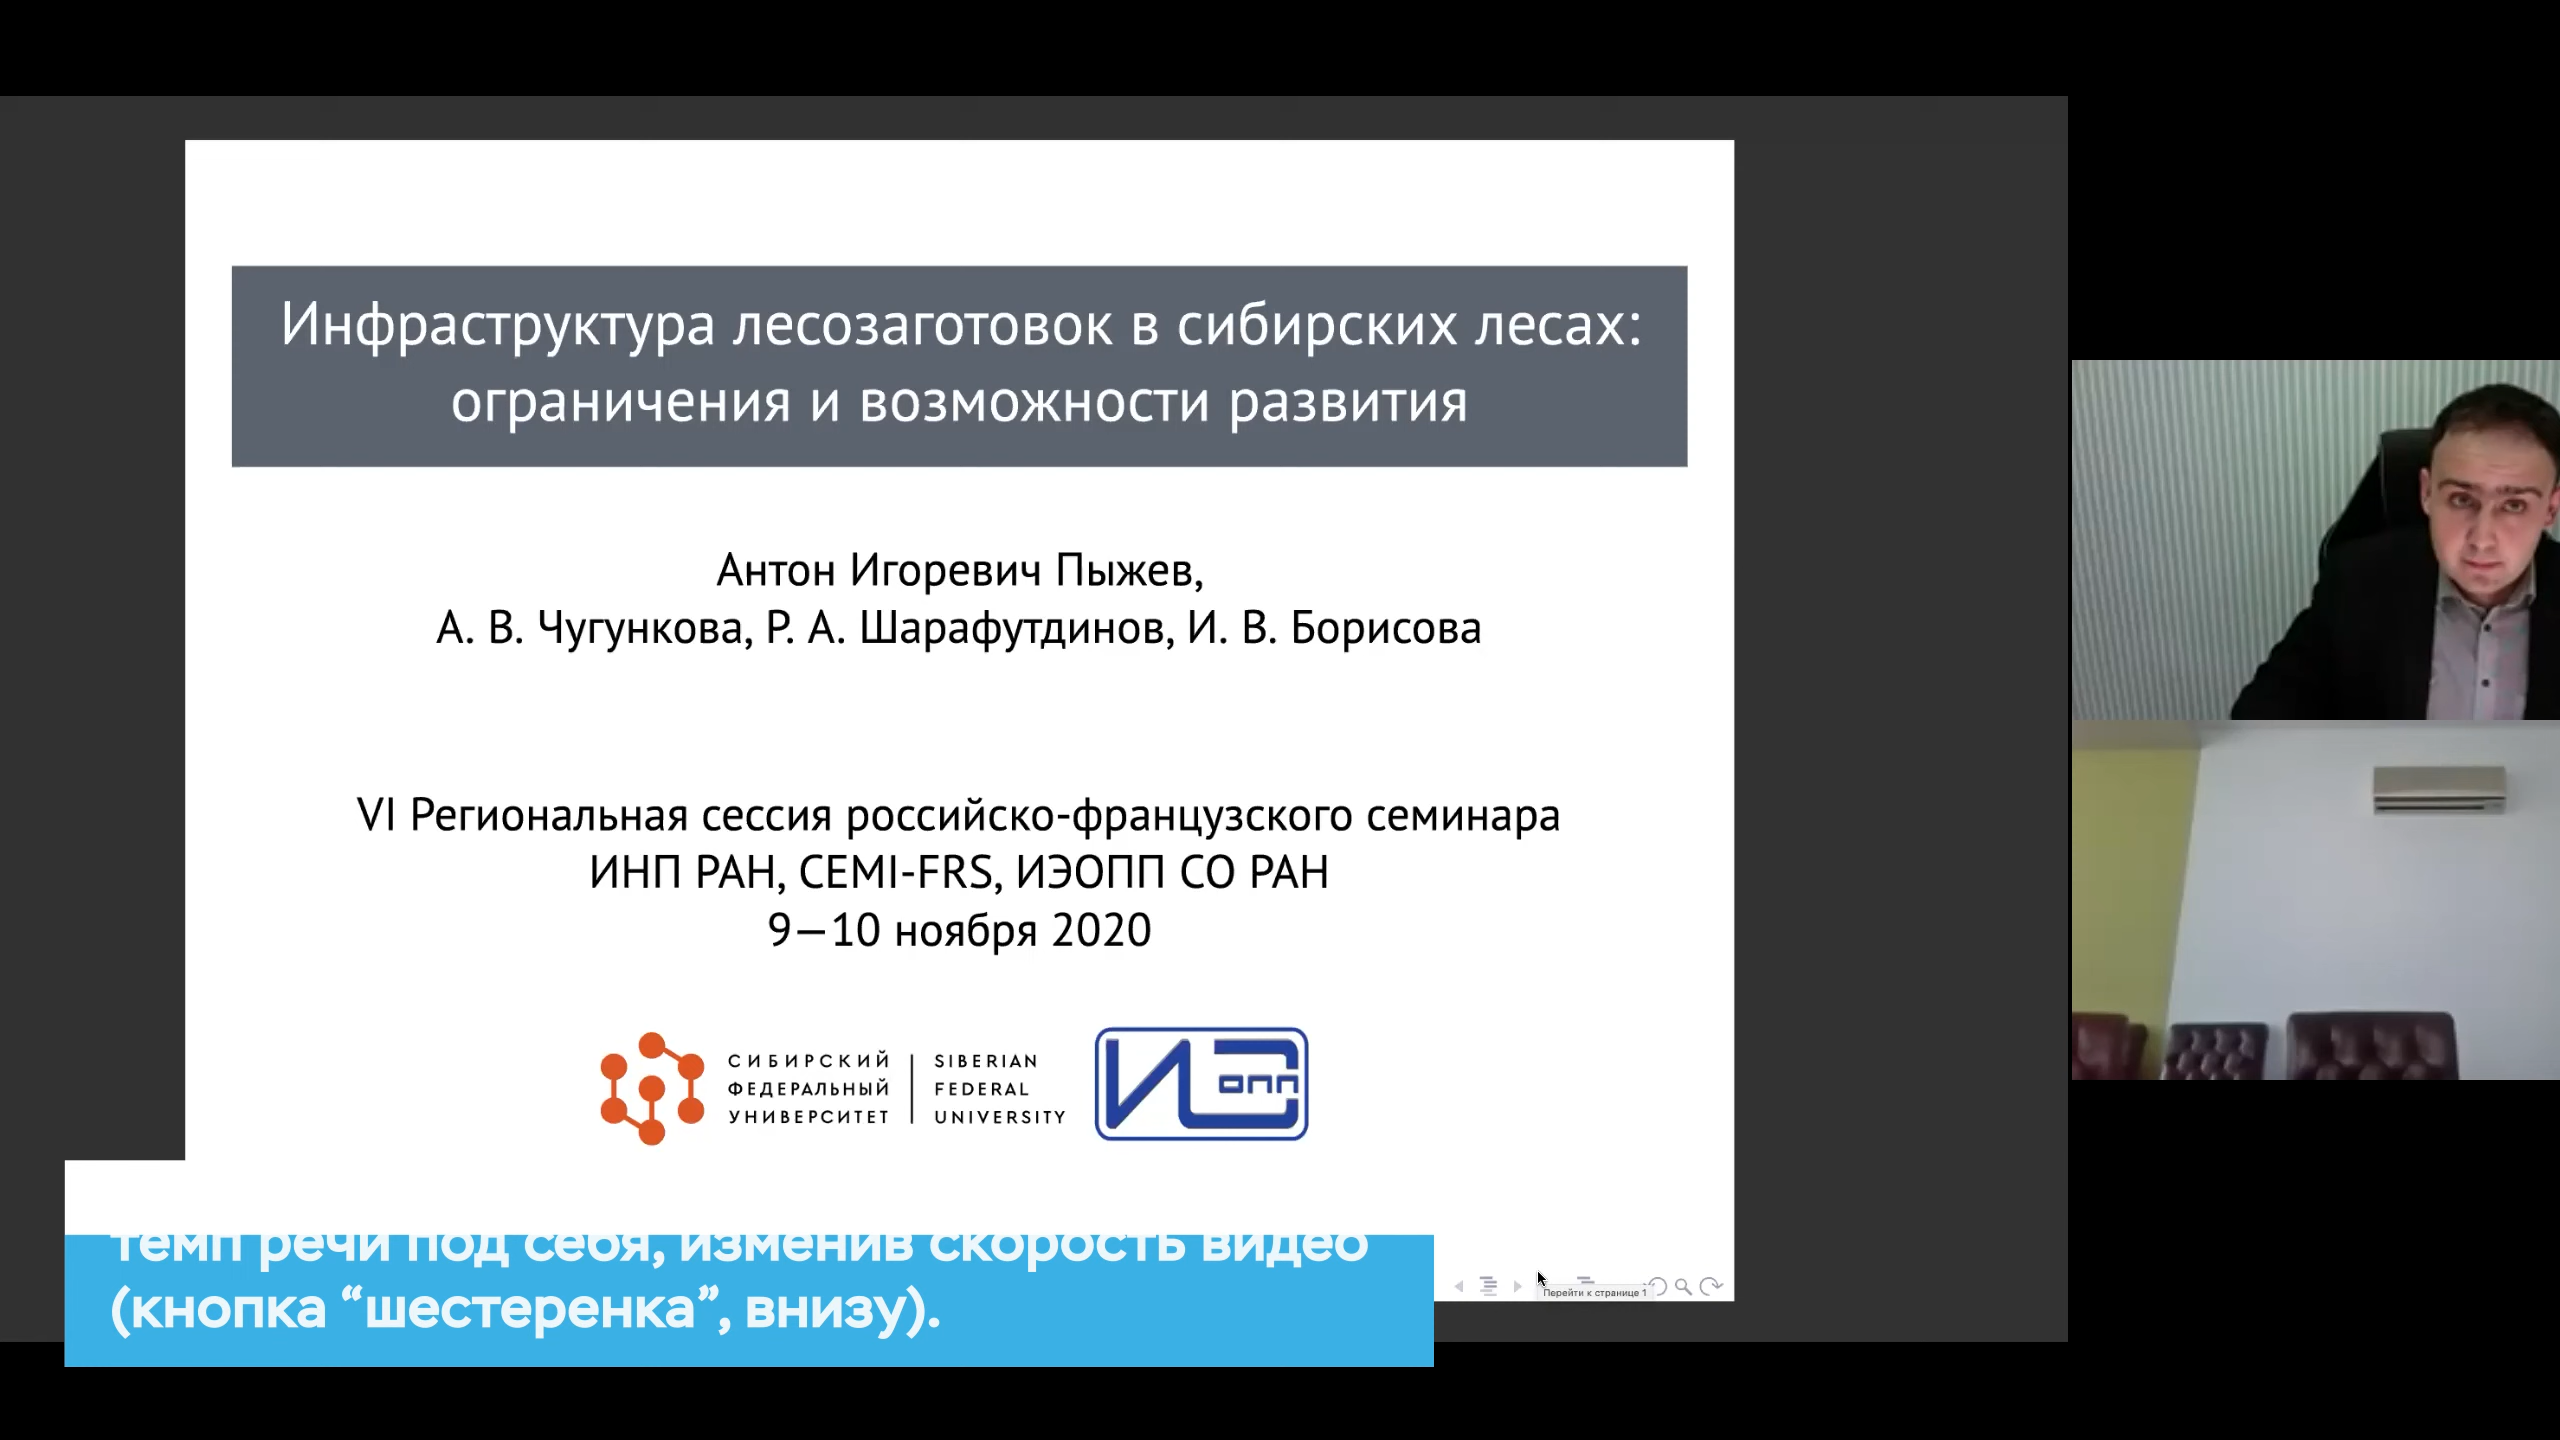 Инфраструктура лесозаготовок в сибирских лесах:
ограничения и возможности развития
Антон Игоревич Пыжев,
А. В. Чугункова, Р. А. Шарафутдинов, И. В. Борисова
VI Региональная сессия российско-французского семинара
ИНП РАН, CEMI-FRS, ИЭОПП СО РАН
9—10 ноября 2020
СИБИРСКИЙ
ФЕДЕРАЛЬНЫЙ
УНИВЕРСИТЕТ
SIBERIAN
FEDERAL
UNIVERSITY
ИЭ
опп
темп речи под себя, изменив скорость видео
(кнопка “шестеренка”, внизу).
Перейти к странице 1